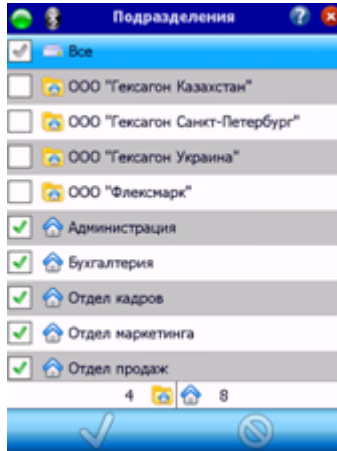 Подразделения ?
Все
ООО "Гексагон Казахстан"
ООО "Гексагон Санкт-Петербург"
ООО "Гексагон Украина"
ООО "Флексмарк"
Администрация
Бухгалтерия
Отдел кадров
Отдел маркетинга
Отдел продаж
4 8